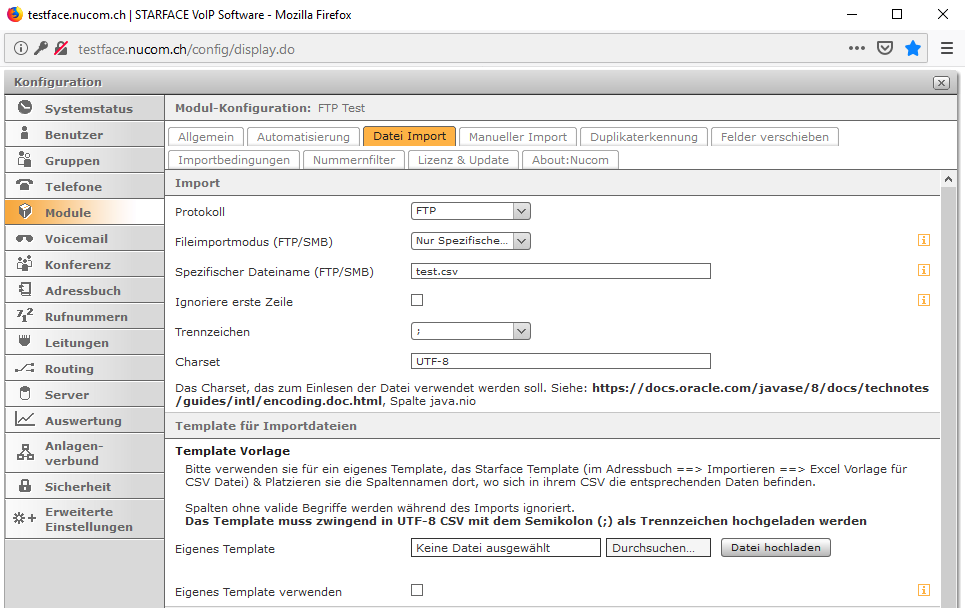 testface.nucom.ch | STARFACE VoIP Software - Mozilla Firefox
testface.nucom.ch/config/display.do
Konfiguration
Systemstatus
Benutzer
Gruppen
Telefone
Module
Voicemail
Konferenz
Adressbuch
Rufnummern
Leitungen
Routing
Server
Auswertung
Anlagen-
verbund
Sicherheit
Erweiterte
Einstellungen
Modul-Konfiguration: FTP Test
Allgemein Automatisierung Datei Import Manueller Import Duplikaterkennung Felder verschieben
Importbedingungen Nummernfilter Lizenz & Update About:Nucom
Import
Protokoll FTP
Fileimportmodus (FTP/SMB) Nur Spezifische...
Spezifischer Dateiname (FTP/SMB) test.csv
Ignoriere erste Zeile
Trennzeichen ;
Charset UTF-8
Das Charset, das zum Einlesen der Datei verwendet werden soll. Siehe: https://docs.oracle.com/javase/8/docs/technotes
/guides/intl/encoding.doc.html, Spalte java.nio
Template für Importdateien
Template Vorlage
Bitte verwenden sie für ein eigenes Template, das Starface Template (im Adressbuch ==> Importieren ==> Excel Vorlage für
CSV Datei) & Platzieren sie die Spaltennamen dort, wo sich in ihrem CSV die entsprechenden Daten befinden.
Spalten ohne valide Begriffe werden während des Imports ignoriert.
Das Template muss zwingend in UTF-8 CSV mit dem Semikolon (;) als Trennzeichen hochgeladen werden
Eigenes Template Keine Datei ausgewählt Durchsuchen... Datei hochladen
Eigenes Template verwenden